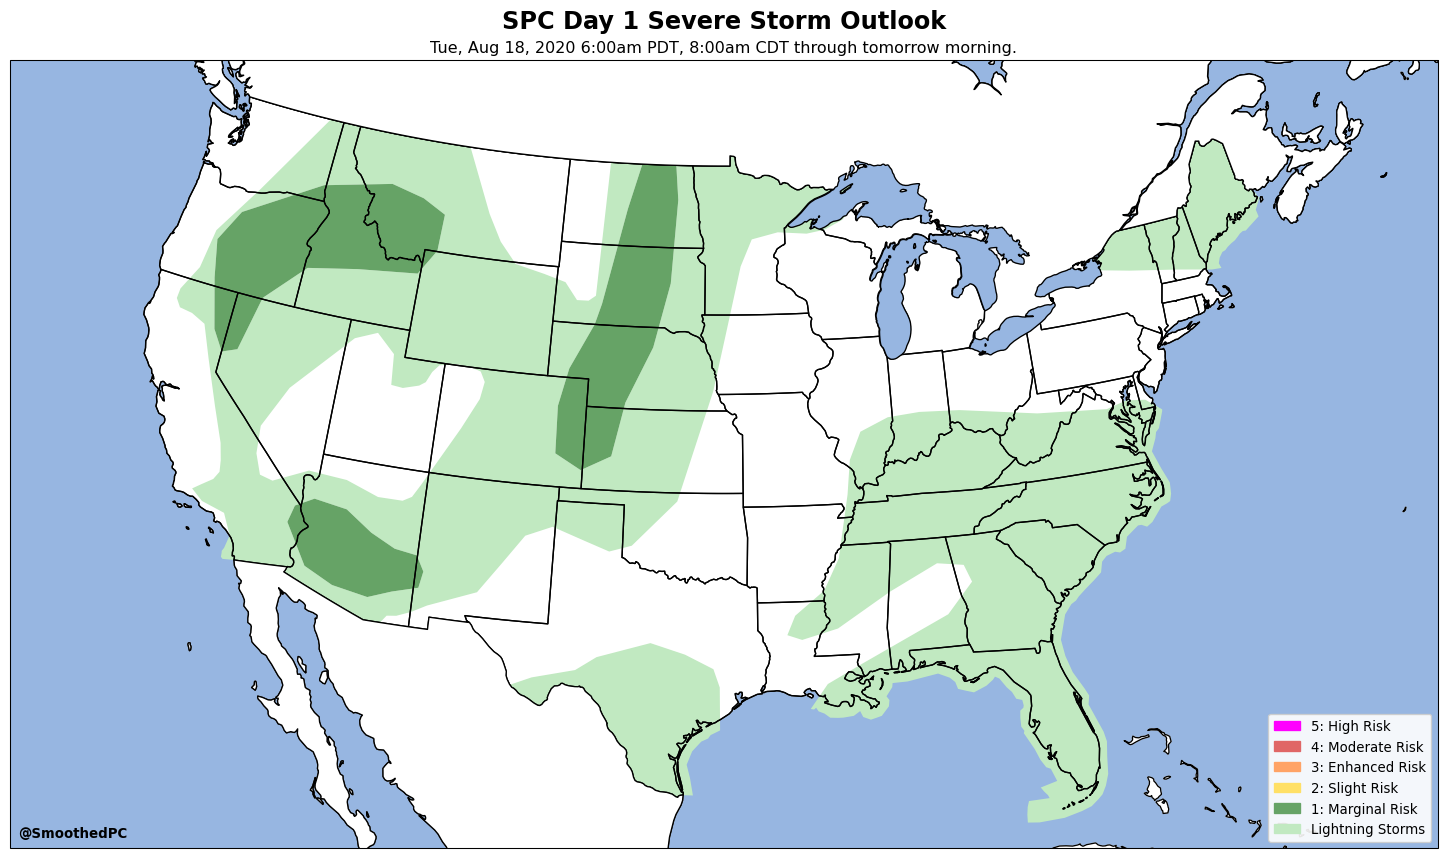 SPC Day 1 Severe Storm Outlook
Tue, Aug 18, 2020 6:00am PDT, 8:00am CDT through tomorrow morning.
5: High Risk
4: Moderate Risk
3: Enhanced Risk
2: Slight Risk
1: Marginal Risk
Lightning Storms
@SmoothedPC